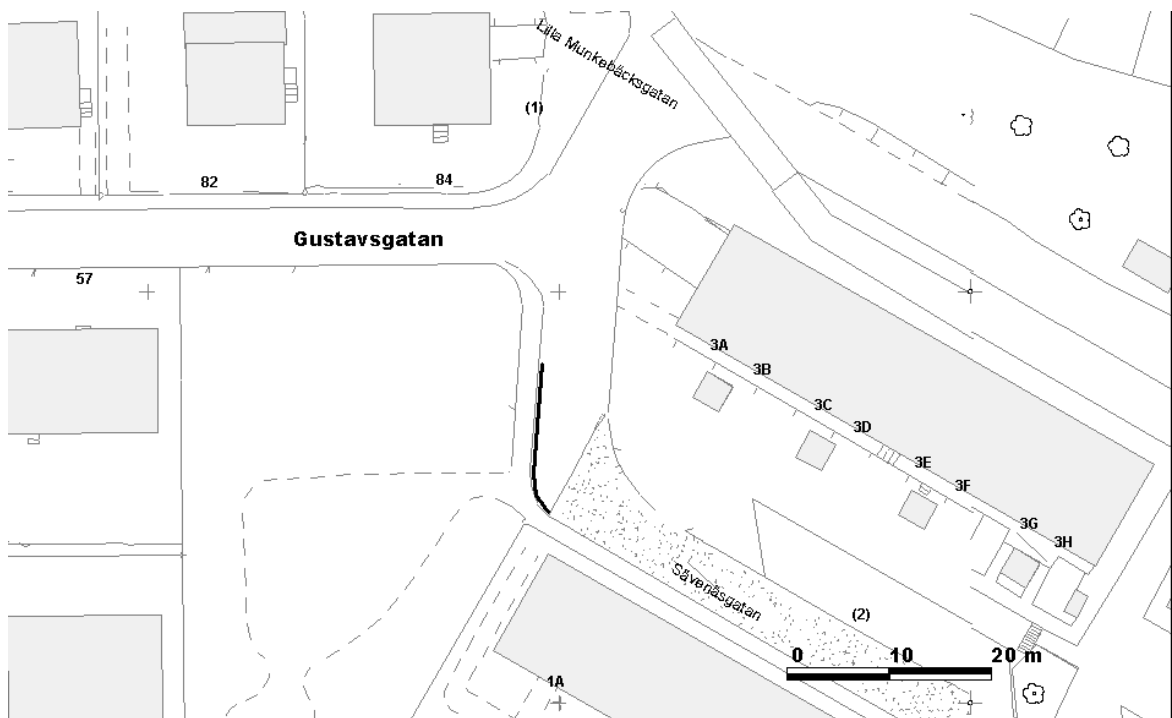 Lilla Munkebäcksgatan
(1)
82
84
Gustavsgatan
57
3A
3B
3C
3D
3E
3F
3G
3H
Sävenäsgatan
(2)
0 10 20 m
1A